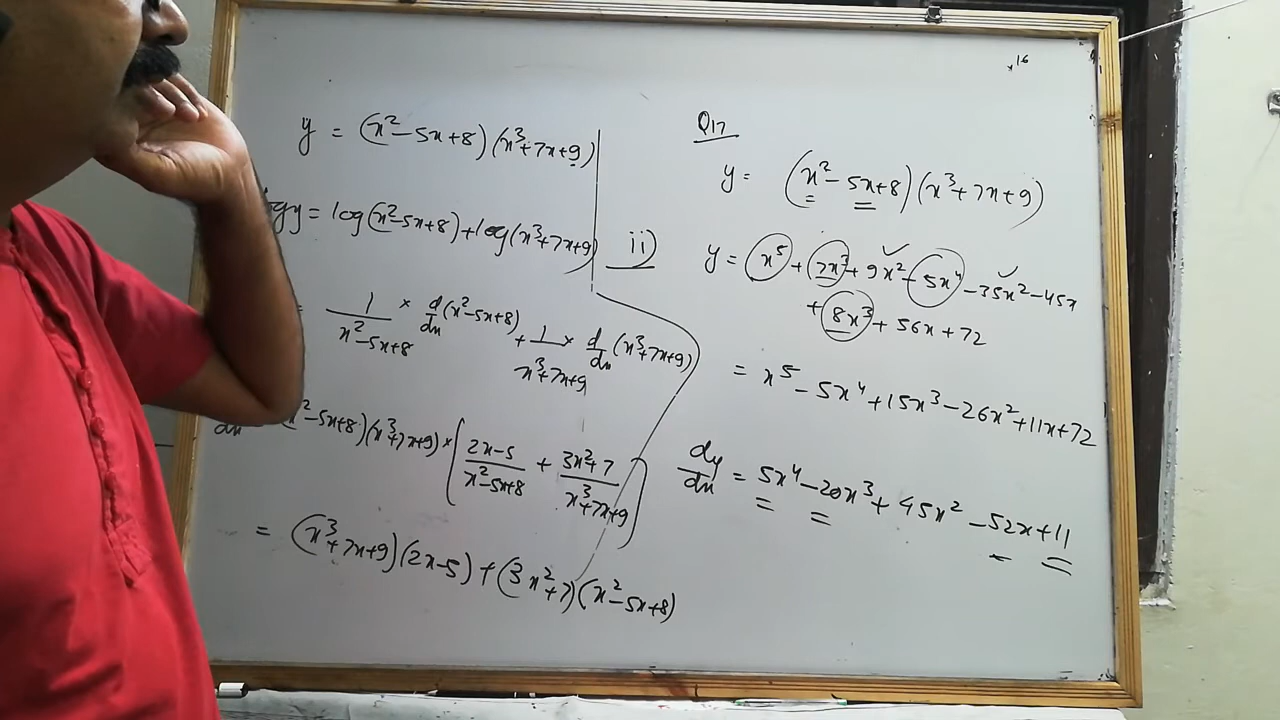 y = (x²-5x+8)(x³+7x+9)
gy = log(x²-5x+8)+log(x³+7x+9)
= 1/(x²-5x+8) × d/dx (x²-5x+8) + 1/(x³+7x+9) × d/dx (x³+7x+9)
dx x²-5x+8)(x³+7x+9) × ( (2x-5)/(x²-5x+8) + (3x²+7)/(x³+7x+9) )
= (x³+7x+9)(2x-5) + (3x²+7)(x²-5x+8)
16
Q17
y = (x²-5x+8)(x³+7x+9)
ii) y = x⁵ + 7x³ + 9x² - 5x⁴ - 35x² - 45x
+ 8x³ + 56x + 72
= x⁵ - 5x⁴ + 15x³ - 26x² + 11x + 72
dy/dx = 5x⁴ - 20x³ + 45x² - 52x + 11